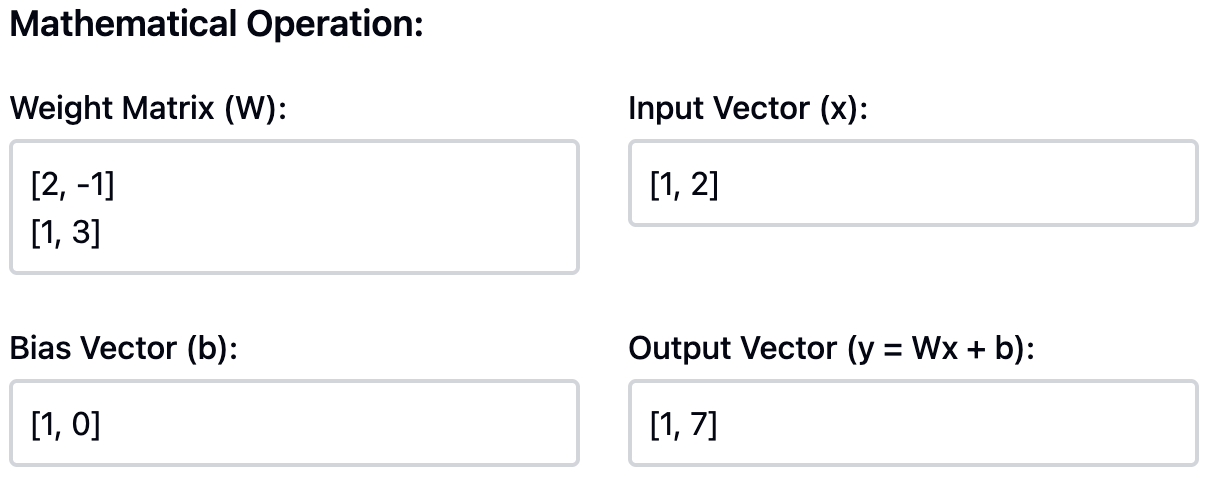 Mathematical Operation:
Weight Matrix (W):
[2, -1]
[1, 3]
Input Vector (x):
[1, 2]
Bias Vector (b):
[1, 0]
Output Vector (y = Wx + b):
[1, 7]